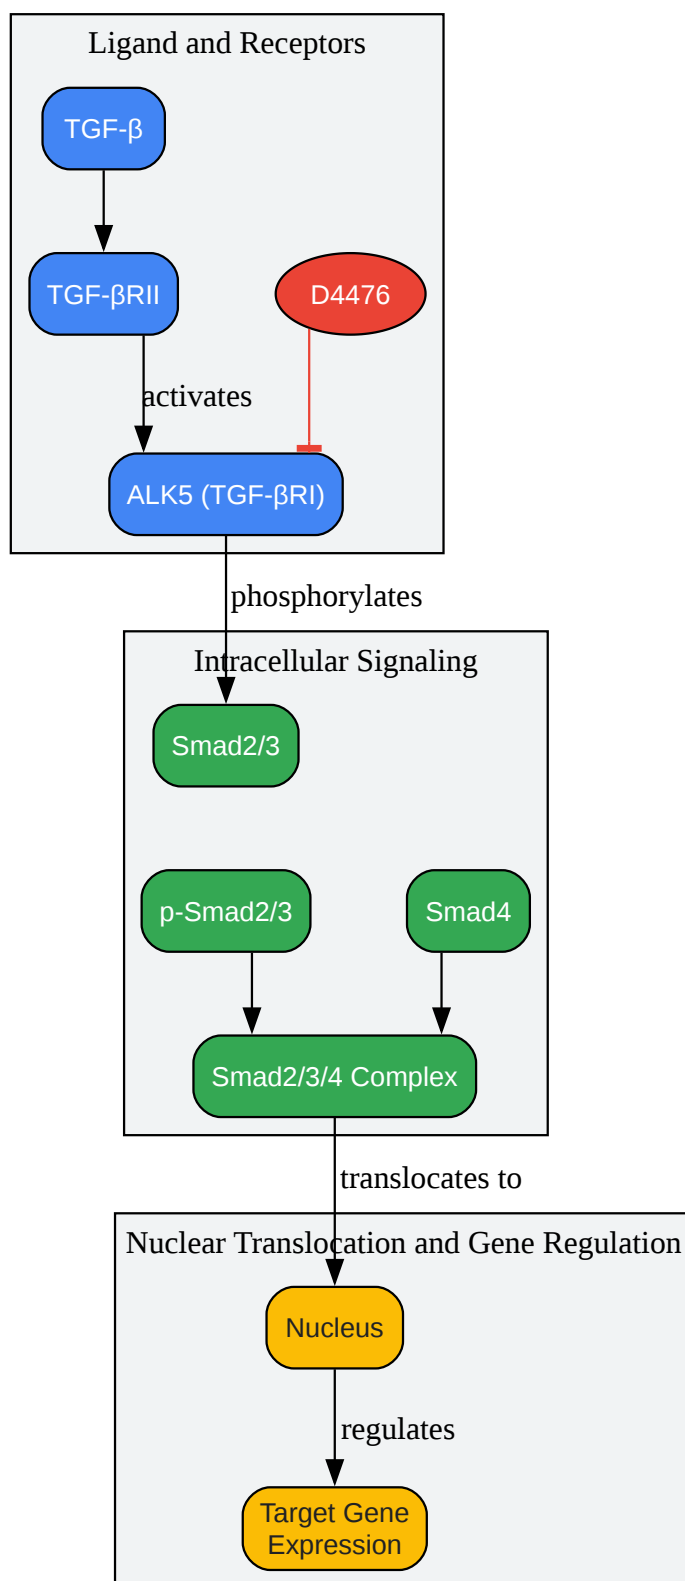 Ligand and Receptors
TGF-β
TGF-βRII
D4476
activates
ALK5 (TGF-βRI)
phosphorylates
Intracellular Signaling
Smad2/3
p-Smad2/3
Smad4
Smad2/3/4 Complex
translocates to
Nuclear Translocation and Gene Regulation
Nucleus
regulates
Target Gene
Expression